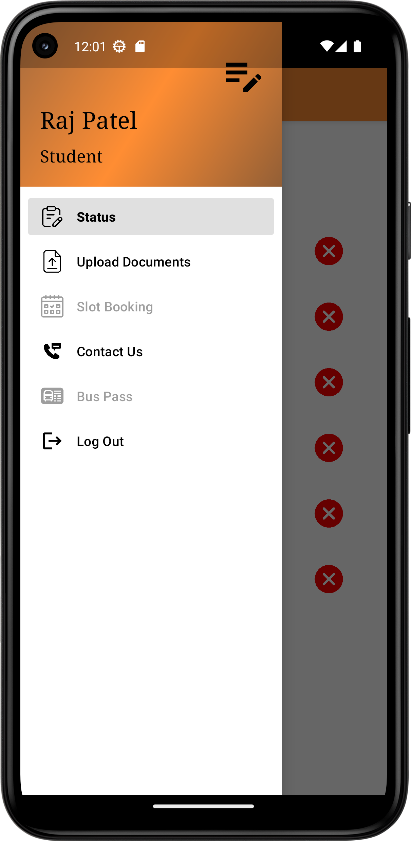 12:01
Raj Patel
Student
Status
Upload Documents
Slot Booking
Contact Us
Bus Pass
Log Out